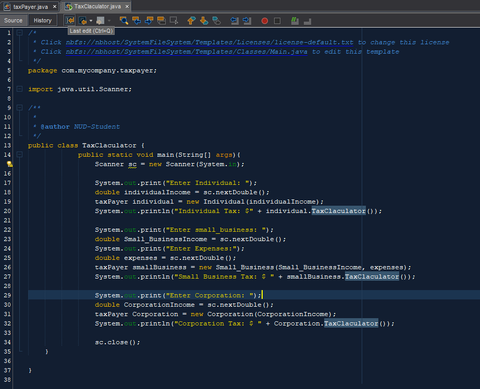 taxPayer.java
TaxClaculator.java
Source
History
Last edit (Ctrl+Q)
1 /*
2 * Click nbfs://nbhost/SystemFileSystem/Templates/Licenses/license-default.txt to change this license
3 * Click nbfs://nbhost/SystemFileSystem/Templates/Classes/Main.java to edit this template
4 */
5 package com.mycompany.taxpayer;
6
7 import java.util.Scanner;
8
9 /**
10 *
11 * @author NUD-Student
12 */
13 public class TaxClaculator {
14 public static void main(String[] args){
Scanner sc = new Scanner(System.in);
16
17 System.out.print("Enter Individual: ");
18 double individualIncome = sc.nextDouble();
19 taxPayer individual = new Individual(individualIncome);
20 System.out.println("Individual Tax: $" + individual.TaxClaculator());
21
22 System.out.print("Enter small_business: ");
23 double Small_BusinessIncome = sc.nextDouble();
24 System.out.print("Enter Expenses:");
25 double expenses = sc.nextDouble();
26 taxPayer smallBusiness = new Small_Business(Small_BusinessIncome, expenses);
27 System.out.println("Small Business Tax: $ " + smallBusiness.TaxClaculator());
28
29 System.out.print("Enter Corporation: ");
30 double CorporationIncome = sc.nextDouble();
31 taxPayer Corporation = new Corporation(CorporationIncome);
32 System.out.println("Corporation Tax: $ " + Corporation.TaxClaculator());
33
34 sc.close();
35 }
36
37 }
38